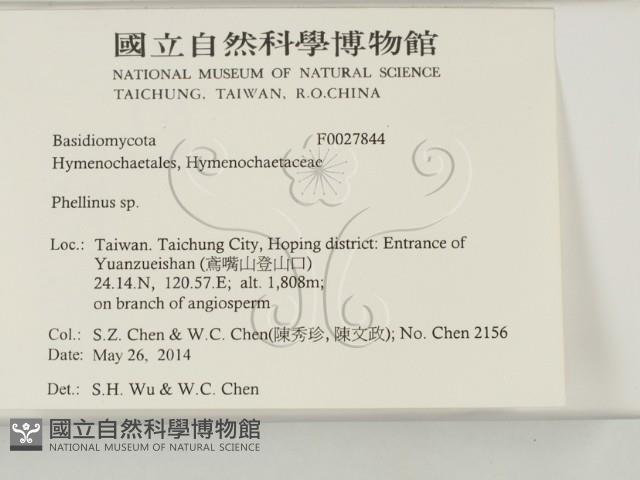 國立自然科學博物館
NATIONAL MUSEUM OF NATURAL SCIENCE
TAICHUNG, TAIWAN, R.O.CHINA
Basidiomycota F0027844
Hymenochaetales, Hymenochaetaceae
Phellinus sp.
Loc.: Taiwan. Taichung City, Hoping district: Entrance of
Yuanzueishan (鳶嘴山登山口)
24.14.N, 120.57.E; alt. 1,808m;
on branch of angiosperm
Col.: S.Z. Chen & W.C. Chen(陳秀珍, 陳文政); No. Chen 2156
Date: May 26, 2014
Det.: S.H. Wu & W.C. Chen
國立自然科學博物館
NATIONAL MUSEUM OF NATURAL SCIENCE